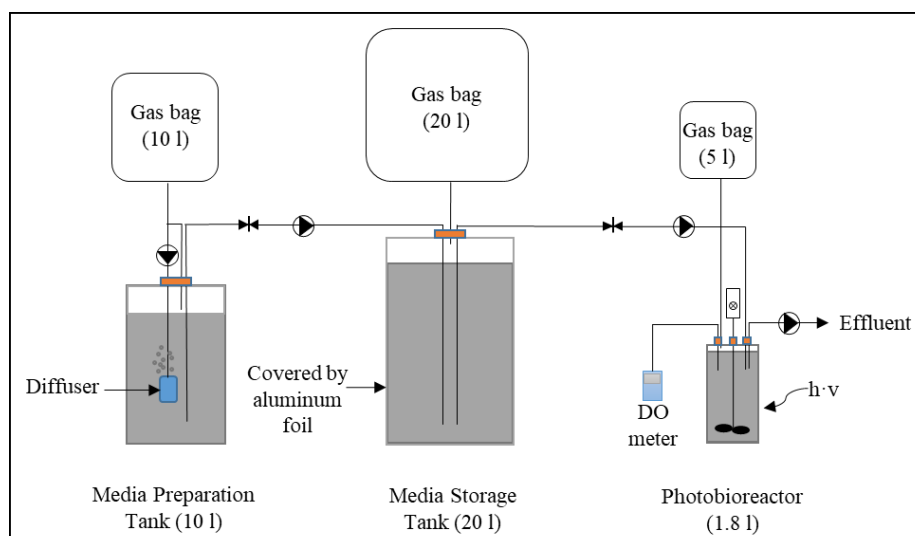 Gas bag
(10 l)
Gas bag
(20 l)
Gas bag
(5 l)
Effluent
Diffuser
Covered by
aluminum
foil
DO
meter
h·v
Media Preparation
Tank (10 l)
Media Storage
Tank (20 l)
Photobioreactor
(1.8 l)